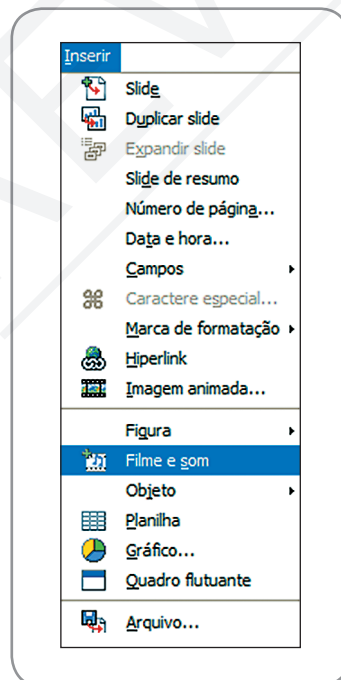 Inserir
Slide
Duplicar slide
Expandir slide
Slide de resumo
Número de página...
Data e hora...
Campos
Caractere especial...
Marca de formatação
Hiperlink
Imagem animada...
Figura
Filme e som
Objeto
Planilha
Gráfico...
Quadro flutuante
Arquivo...